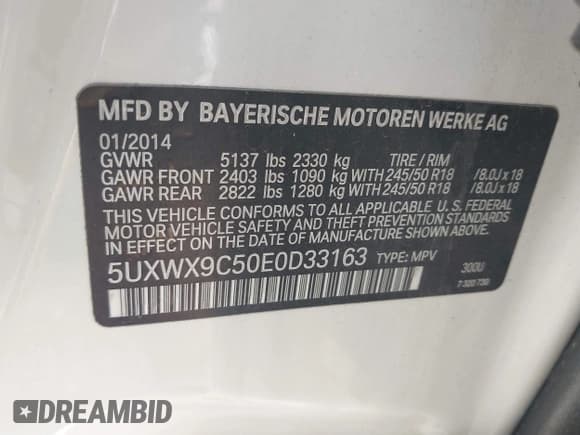 MFD BY BAYERISCHE MOTOREN WERKE AG
01/2014
GVWR 5137 lbs 2330 kg TIRE / RIM
GAWR FRONT 2403 lbs 1090 kg WITH 245/50 R18 /8.0J x 18
GAWR REAR 2822 lbs 1280 kg WITH 245/50 R18 /8.0J x 18
THIS VEHICLE CONFORMS TO ALL APPLICABLE U. S. FEDERAL
MOTOR VEHICLE SAFETY AND THEFT PREVENTION STANDARDS
IN EFFECT ON THE DATE OF MANUFACTURE SHOWN ABOVE.
5UXWX9C50E0D33163 TYPE: MPV 300U
7 320 730
DREAMBID